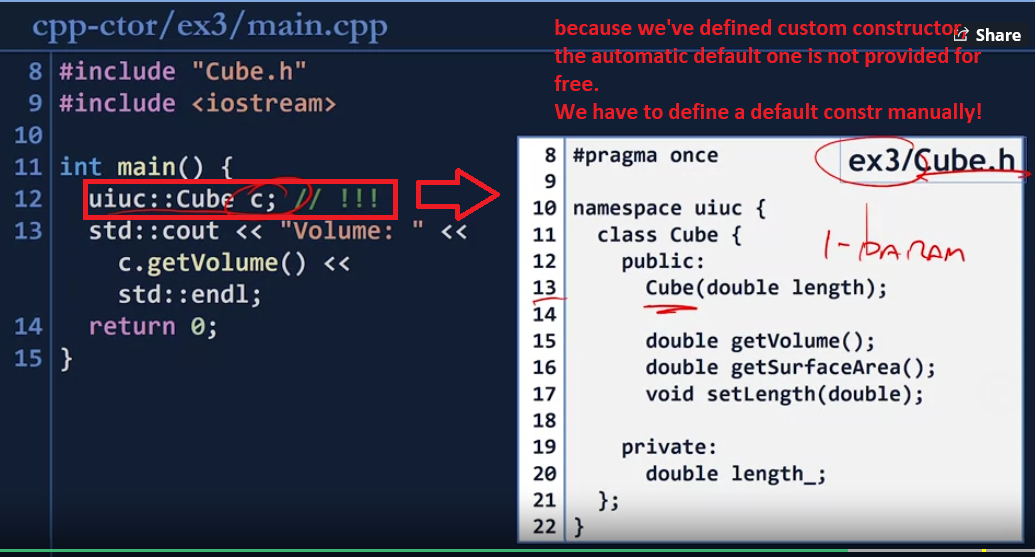 cpp-ctor/ex3/main.cpp
because we've defined custom constructor,
the automatic default one is not provided for
free.
We have to define a default constr manually!
Share
8 #include "Cube.h"
9 #include <iostream>
10
11 int main() {
12 uiuc::Cube c; // !!!
13 std::cout << "Volume: " <<
c.getVolume() <<
std::endl;
14 return 0;
15 }
ex3/Cube.h
1-PARAM
8 #pragma once
9
10 namespace uiuc {
11 class Cube {
12 public:
13 Cube(double length);
14
15 double getVolume();
16 double getSurfaceArea();
17 void setLength(double);
18
19 private:
20 double length_;
21 };
22 }